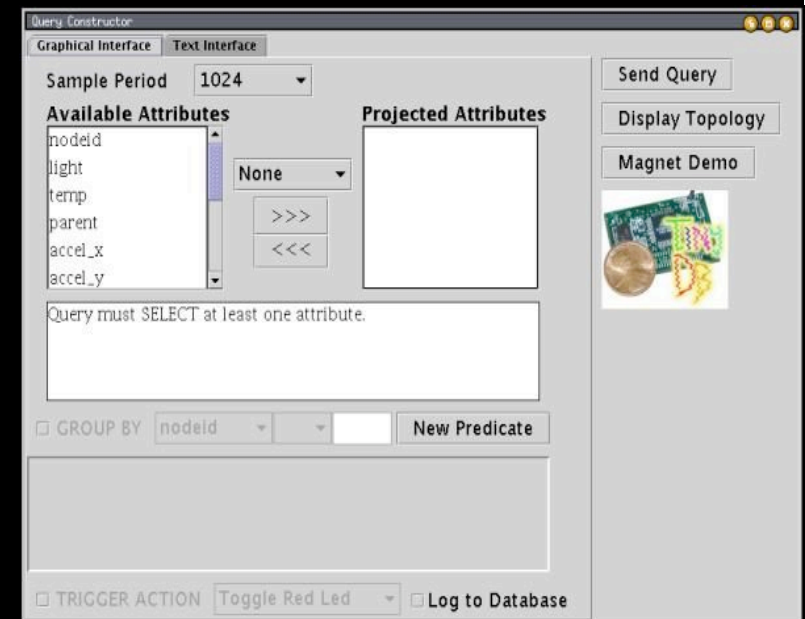 Query Constructor
Graphical Interface
Text Interface
Sample Period
1024
Available Attributes
nodeid
light
temp
parent
accel_x
accel_y
None
>>>
<<<
Projected Attributes
Query must SELECT at least one attribute.
GROUP BY
nodeid
New Predicate
TRIGGER ACTION
Toggle Red Led
Log to Database
Send Query
Display Topology
Magnet Demo